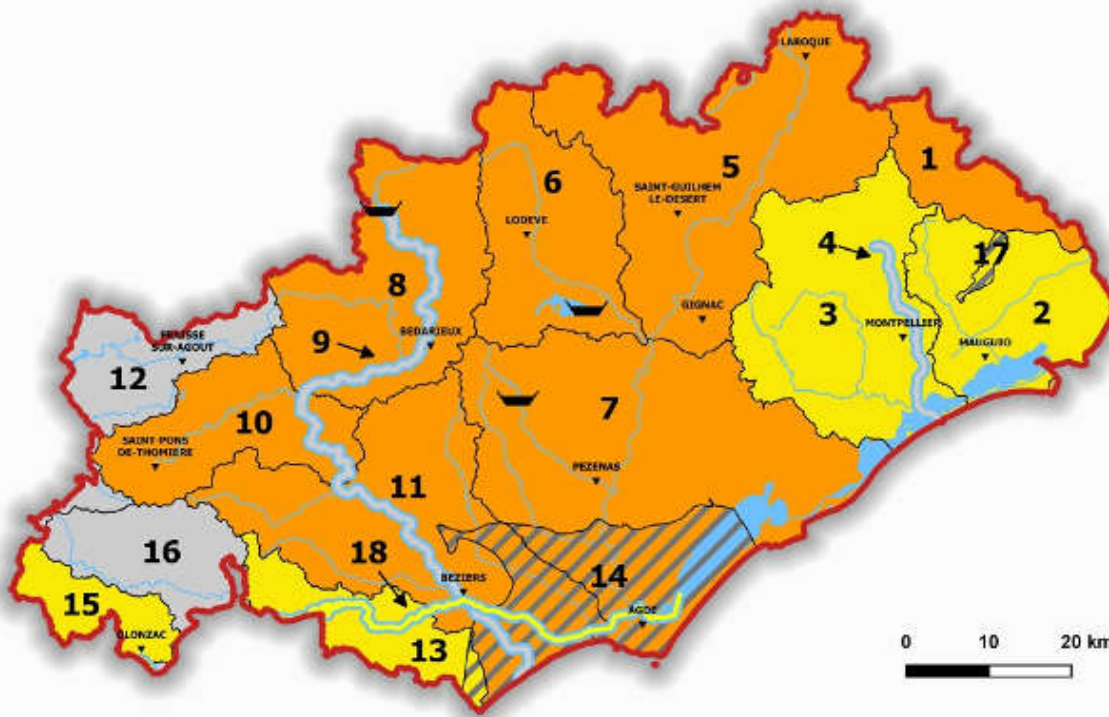 LAROQUE
1
5
6
SAINT-GUILHEM
LE-DESERT
LODEVE
4
17
8
GIGNAC
3
2
MONTPELLIER
MAUGUIO
BEDARIEUX
9
FRAISSE
SUR-AGOUT
12
7
10
SAINT-PONS
DE-THOMIERE
PEZENAS
11
16
18
14
BEZIERS
15
AGDE
OLONZAC
13
0 10 20 km